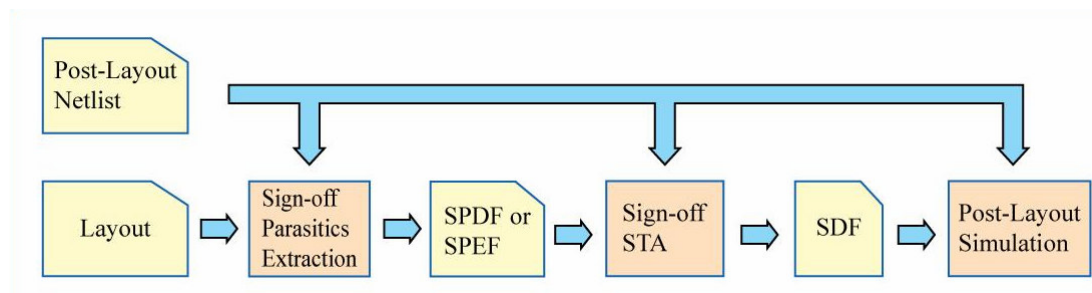 Post-Layout
Netlist
Layout
Sign-off
Parasitics
Extraction
SPDF or
SPEF
Sign-off
STA
SDF
Post-Layout
Simulation